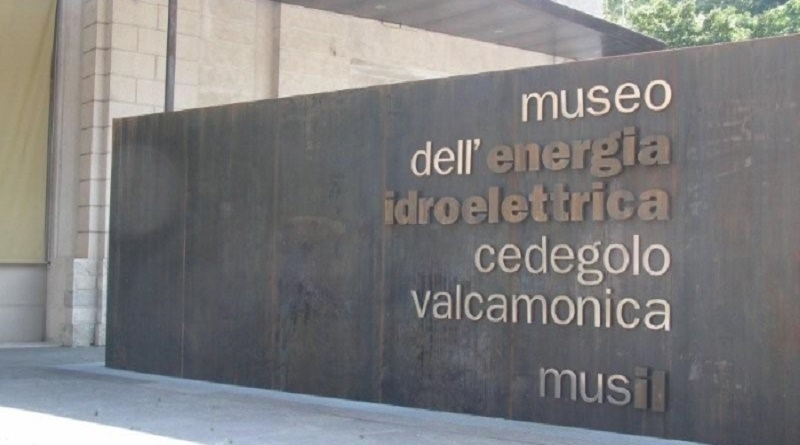 museo
dell'energia
idroelettrica
cedegolo
valcamonica
musil